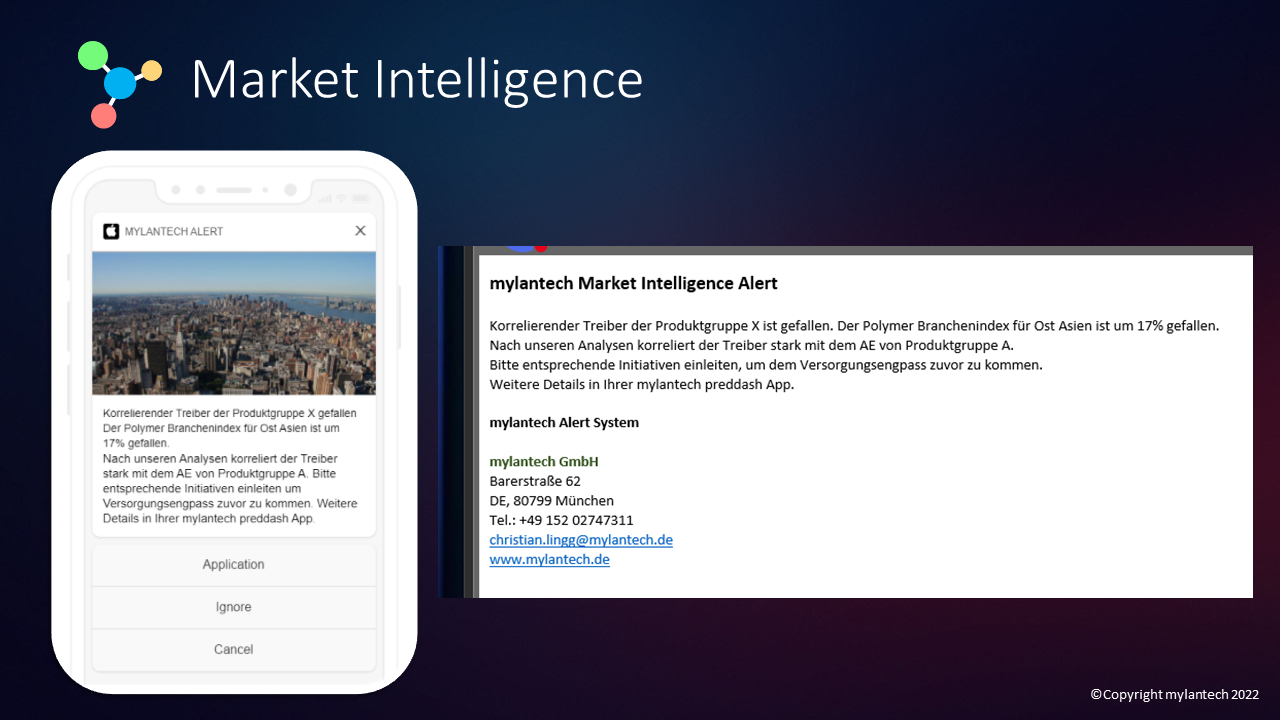 Market Intelligence
MYLANTECH ALERT
Korrelierender Treiber der Produktgruppe X gefallen
Der Polymer Branchenindex für Ost Asien ist um
17% gefallen.
Nach unseren Analysen korreliert der Treiber
stark mit dem AE von Produktgruppe A. Bitte
entsprechende Initiativen einleiten um
Versorgungsengpass zuvor zu kommen. Weitere
Details in Ihrer mylantech preddash App.
Application
Ignore
Cancel
mylantech Market Intelligence Alert
Korrelierender Treiber der Produktgruppe X ist gefallen. Der Polymer Branchenindex für Ost Asien ist um 17% gefallen.
Nach unseren Analysen korreliert der Treiber stark mit dem AE von Produktgruppe A.
Bitte entsprechende Initiativen einleiten, um dem Versorgungsengpass zuvor zu kommen.
Weitere Details in Ihrer mylantech preddash App.
mylantech Alert System
mylantech GmbH
Barerstraße 62
DE, 80799 München
Tel.: +49 152 02747311
christian.lingg@mylantech.de
www.mylantech.de
©Copyright mylantech 2022